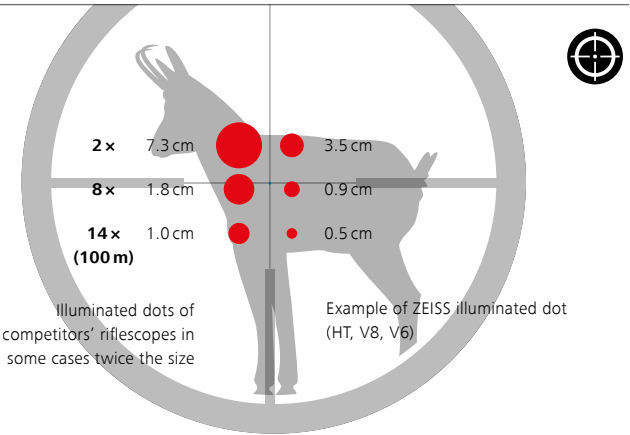 2× 7.3 cm 3.5 cm
8× 1.8 cm 0.9 cm
14× 1.0 cm 0.5 cm
(100 m)
Illuminated dots of
competitors’ riflescopes in
some cases twice the size
Example of ZEISS illuminated dot
(HT, V8, V6)